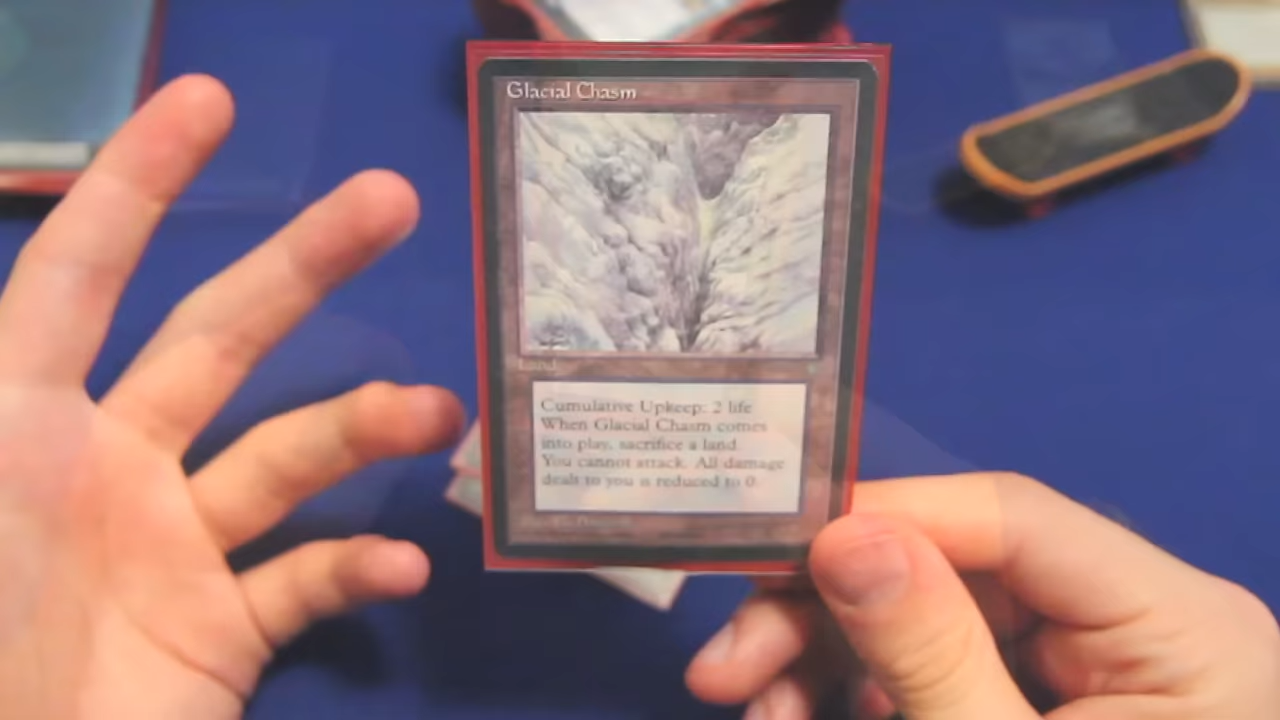 Glacial Chasm
Land
Cumulative Upkeep: 2 life
When Glacial Chasm comes
into play, sacrifice a land.
You cannot attack. All damage
dealt to you is reduced to 0.